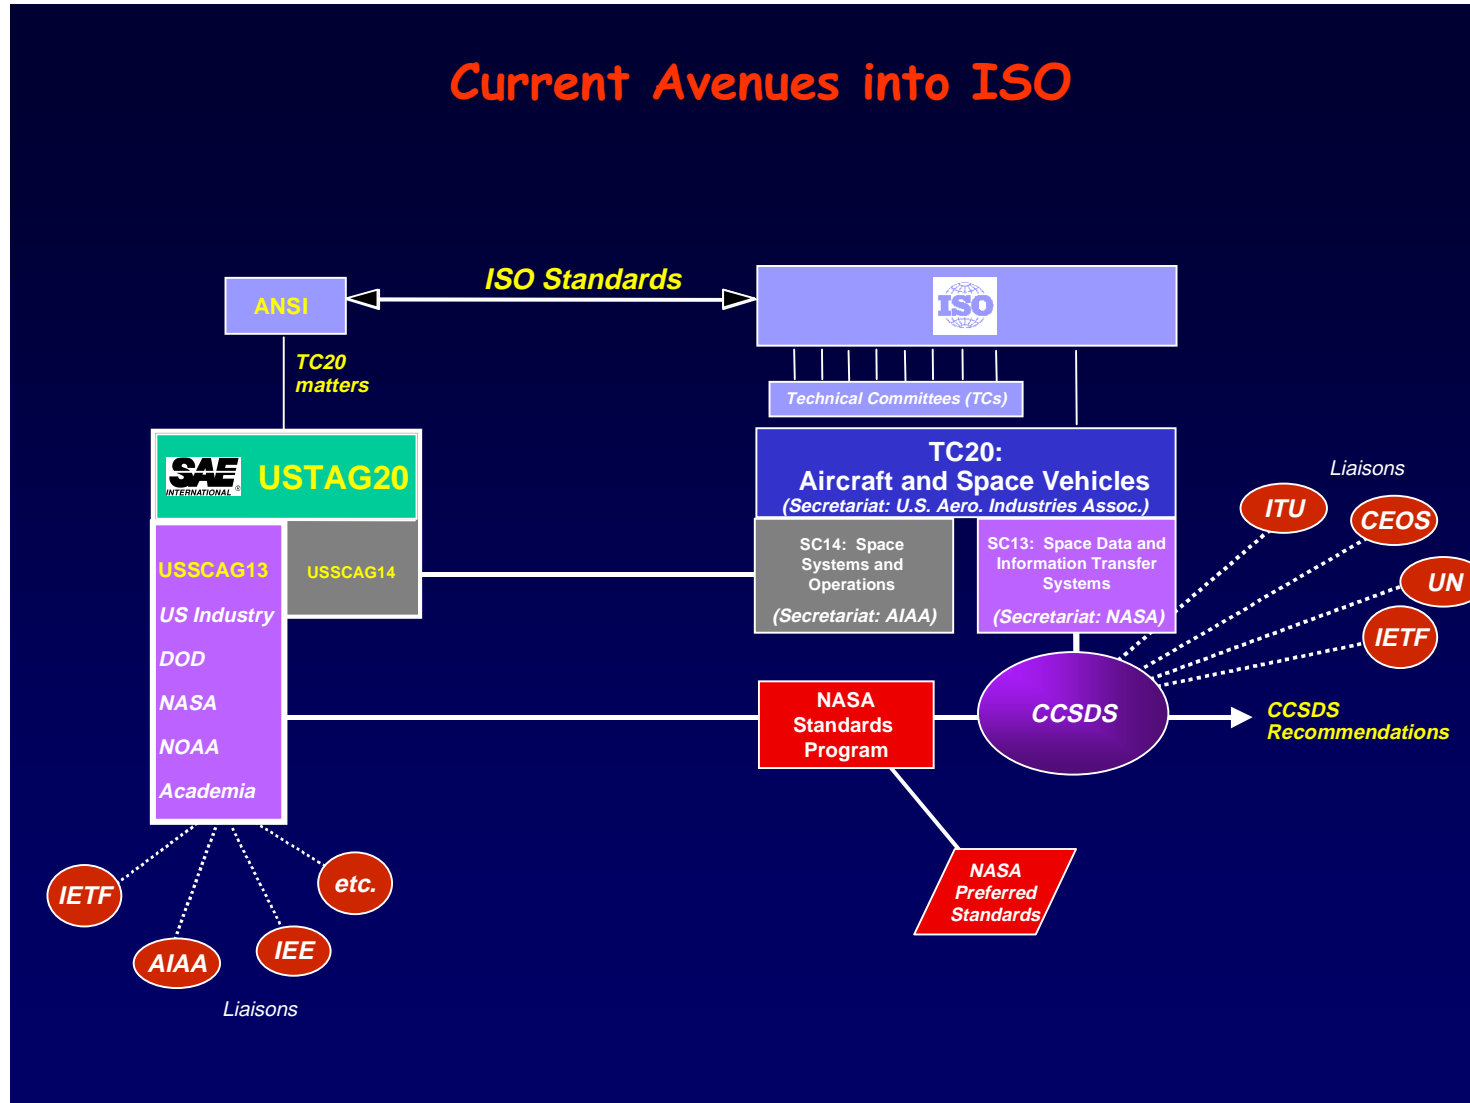 Current Avenues into ISO
ISO Standards
ANSI
ISO
TC20
matters
Technical Committees (TCs)
SAE
INTERNATIONAL ®
USTAG20
TC20:
Aircraft and Space Vehicles
(Secretariat: U.S. Aero. Industries Assoc.)
Liaisons
ITU
CEOS
UN
IETF
USSCAG13
US Industry
DOD
NASA
NOAA
Academia
USSCAG14
SC14: Space
Systems and
Operations
(Secretariat: AIAA)
SC13: Space Data and
Information Transfer
Systems
(Secretariat: NASA)
NASA
Standards
Program
CCSDS
CCSDS
Recommendations
NASA
Preferred
Standards
IETF
AIAA
IEE
etc.
Liaisons